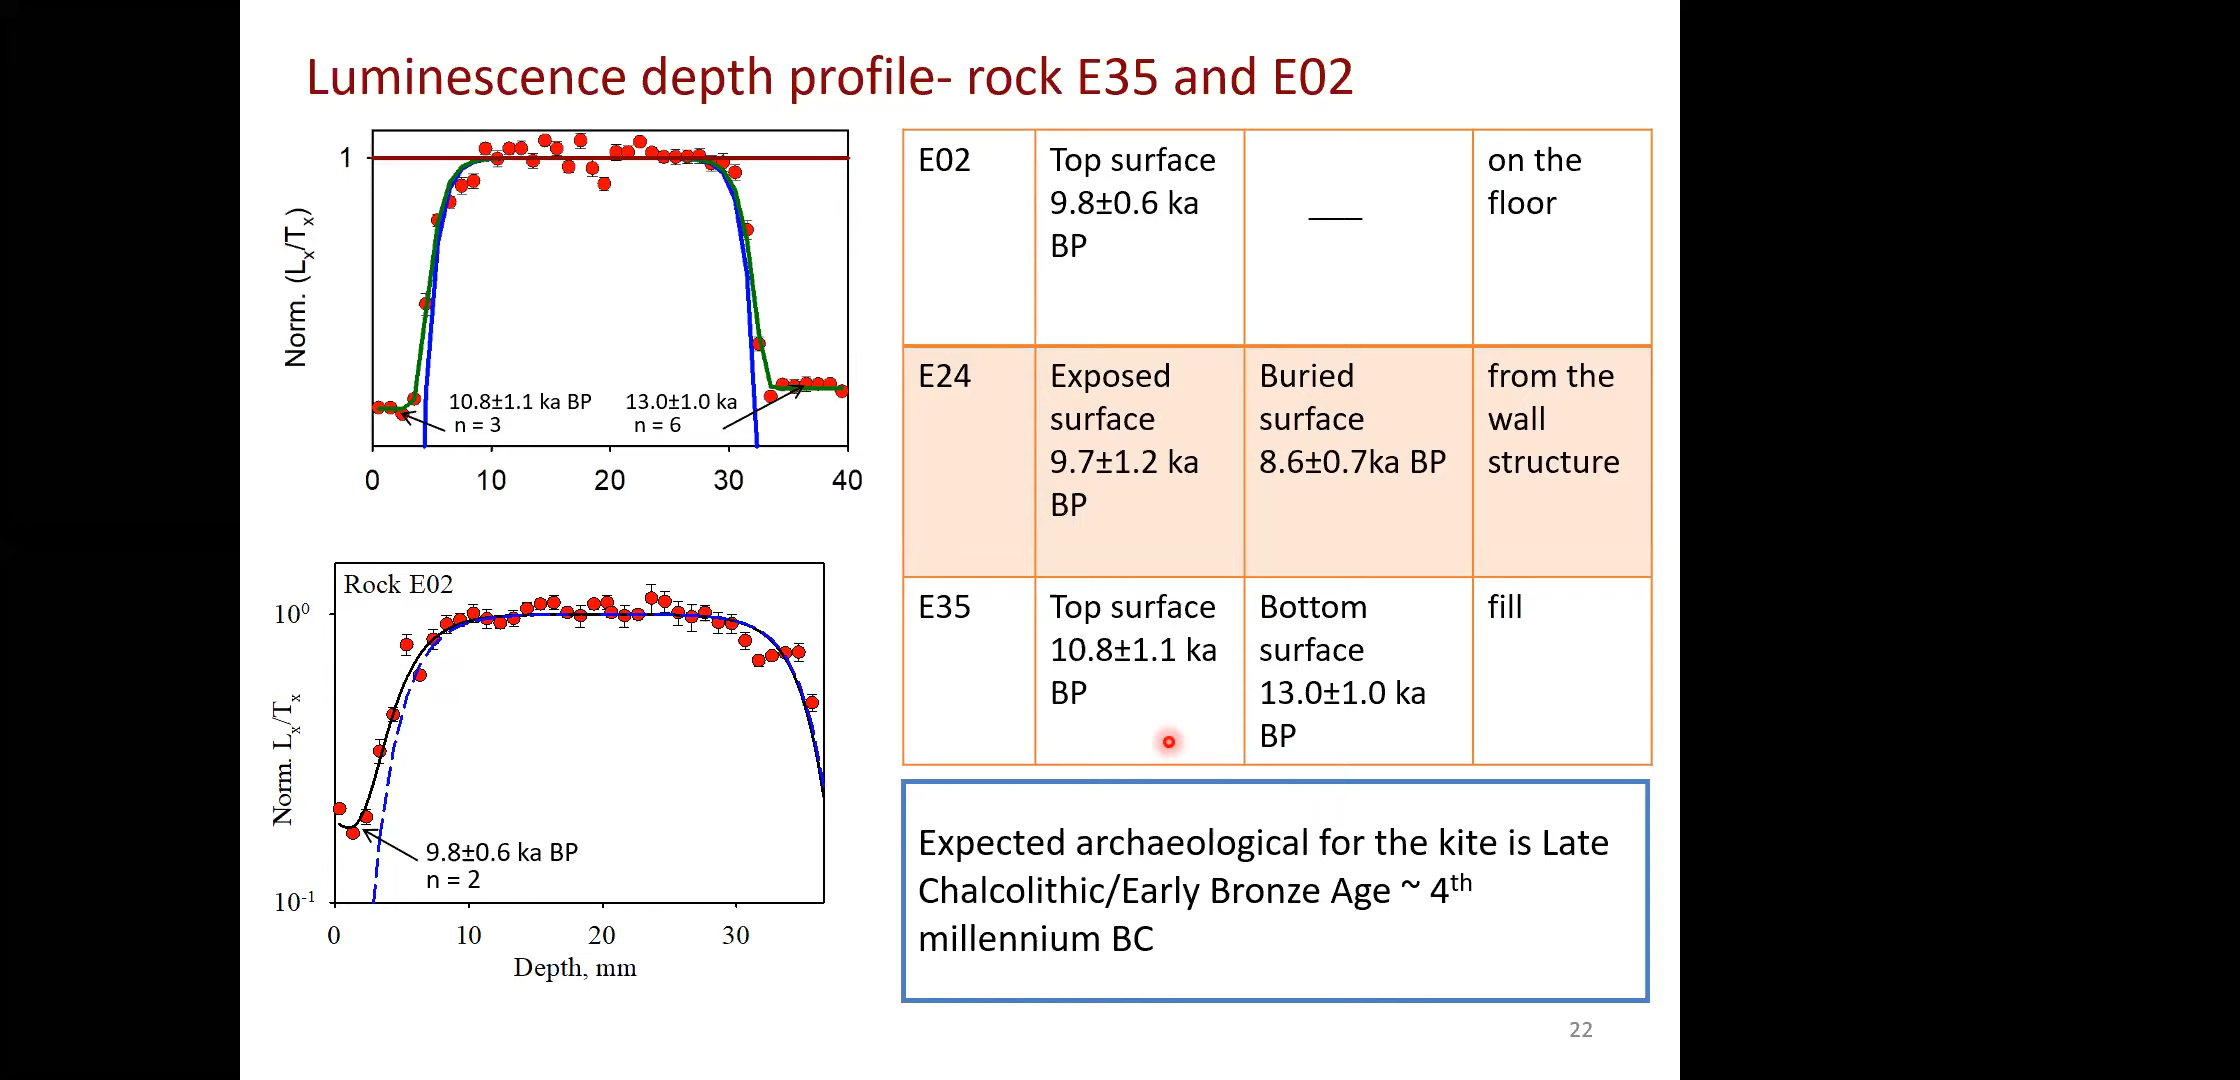 Luminescence depth profile- rock E35 and E02
Norm. (Lx/Tx)
1
10.8±1.1 ka BP
n = 3
13.0±1.0 ka
n = 6
0 10 20 30 40
Rock E02
Norm. Lx/Tx
10⁰
10⁻¹
9.8±0.6 ka BP
n = 2
0 10 20 30
Depth, mm
E02
Top surface
9.8±0.6 ka
BP
___
on the
floor
E24
Exposed
surface
9.7±1.2 ka
BP
Buried
surface
8.6±0.7ka BP
from the
wall
structure
E35
Top surface
10.8±1.1 ka
BP
Bottom
surface
13.0±1.0 ka
BP
fill
Expected archaeological for the kite is Late
Chalcolithic/Early Bronze Age ~ 4th
millennium BC
22